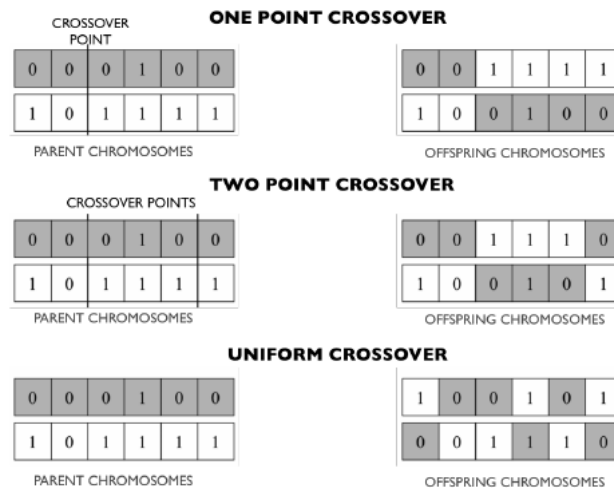 ONE POINT CROSSOVER
CROSSOVER
POINT
0 0 0 1 0 0
1 0 1 1 1 1
PARENT CHROMOSOMES
0 0 1 1 1 1
1 0 0 1 0 0
OFFSPRING CHROMOSOMES
TWO POINT CROSSOVER
CROSSOVER POINTS
0 0 0 1 0 0
1 0 1 1 1 1
PARENT CHROMOSOMES
0 0 1 1 1 0
1 0 0 1 0 1
OFFSPRING CHROMOSOMES
UNIFORM CROSSOVER
0 0 0 1 0 0
1 0 1 1 1 1
PARENT CHROMOSOMES
1 0 0 1 0 1
0 0 1 1 1 0
OFFSPRING CHROMOSOMES